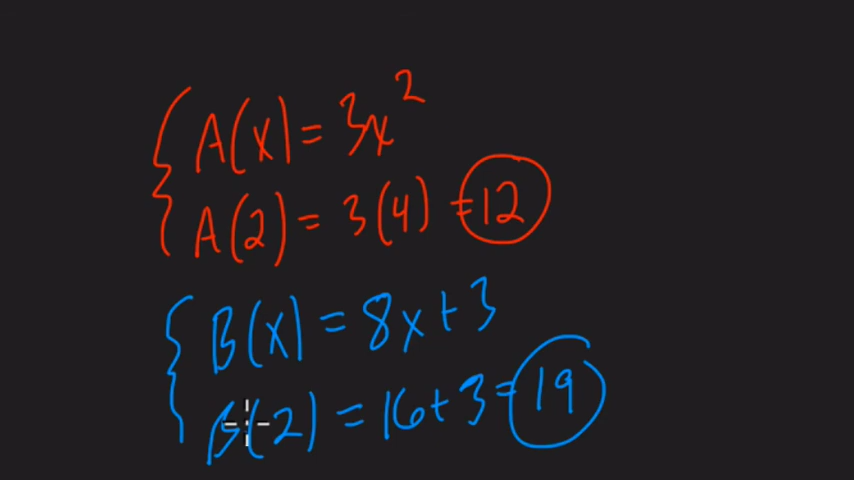 A(x) = 3x²
A(2) = 3(4) = 12
B(x) = 8x + 3
B(2) = 16 + 3 = 19